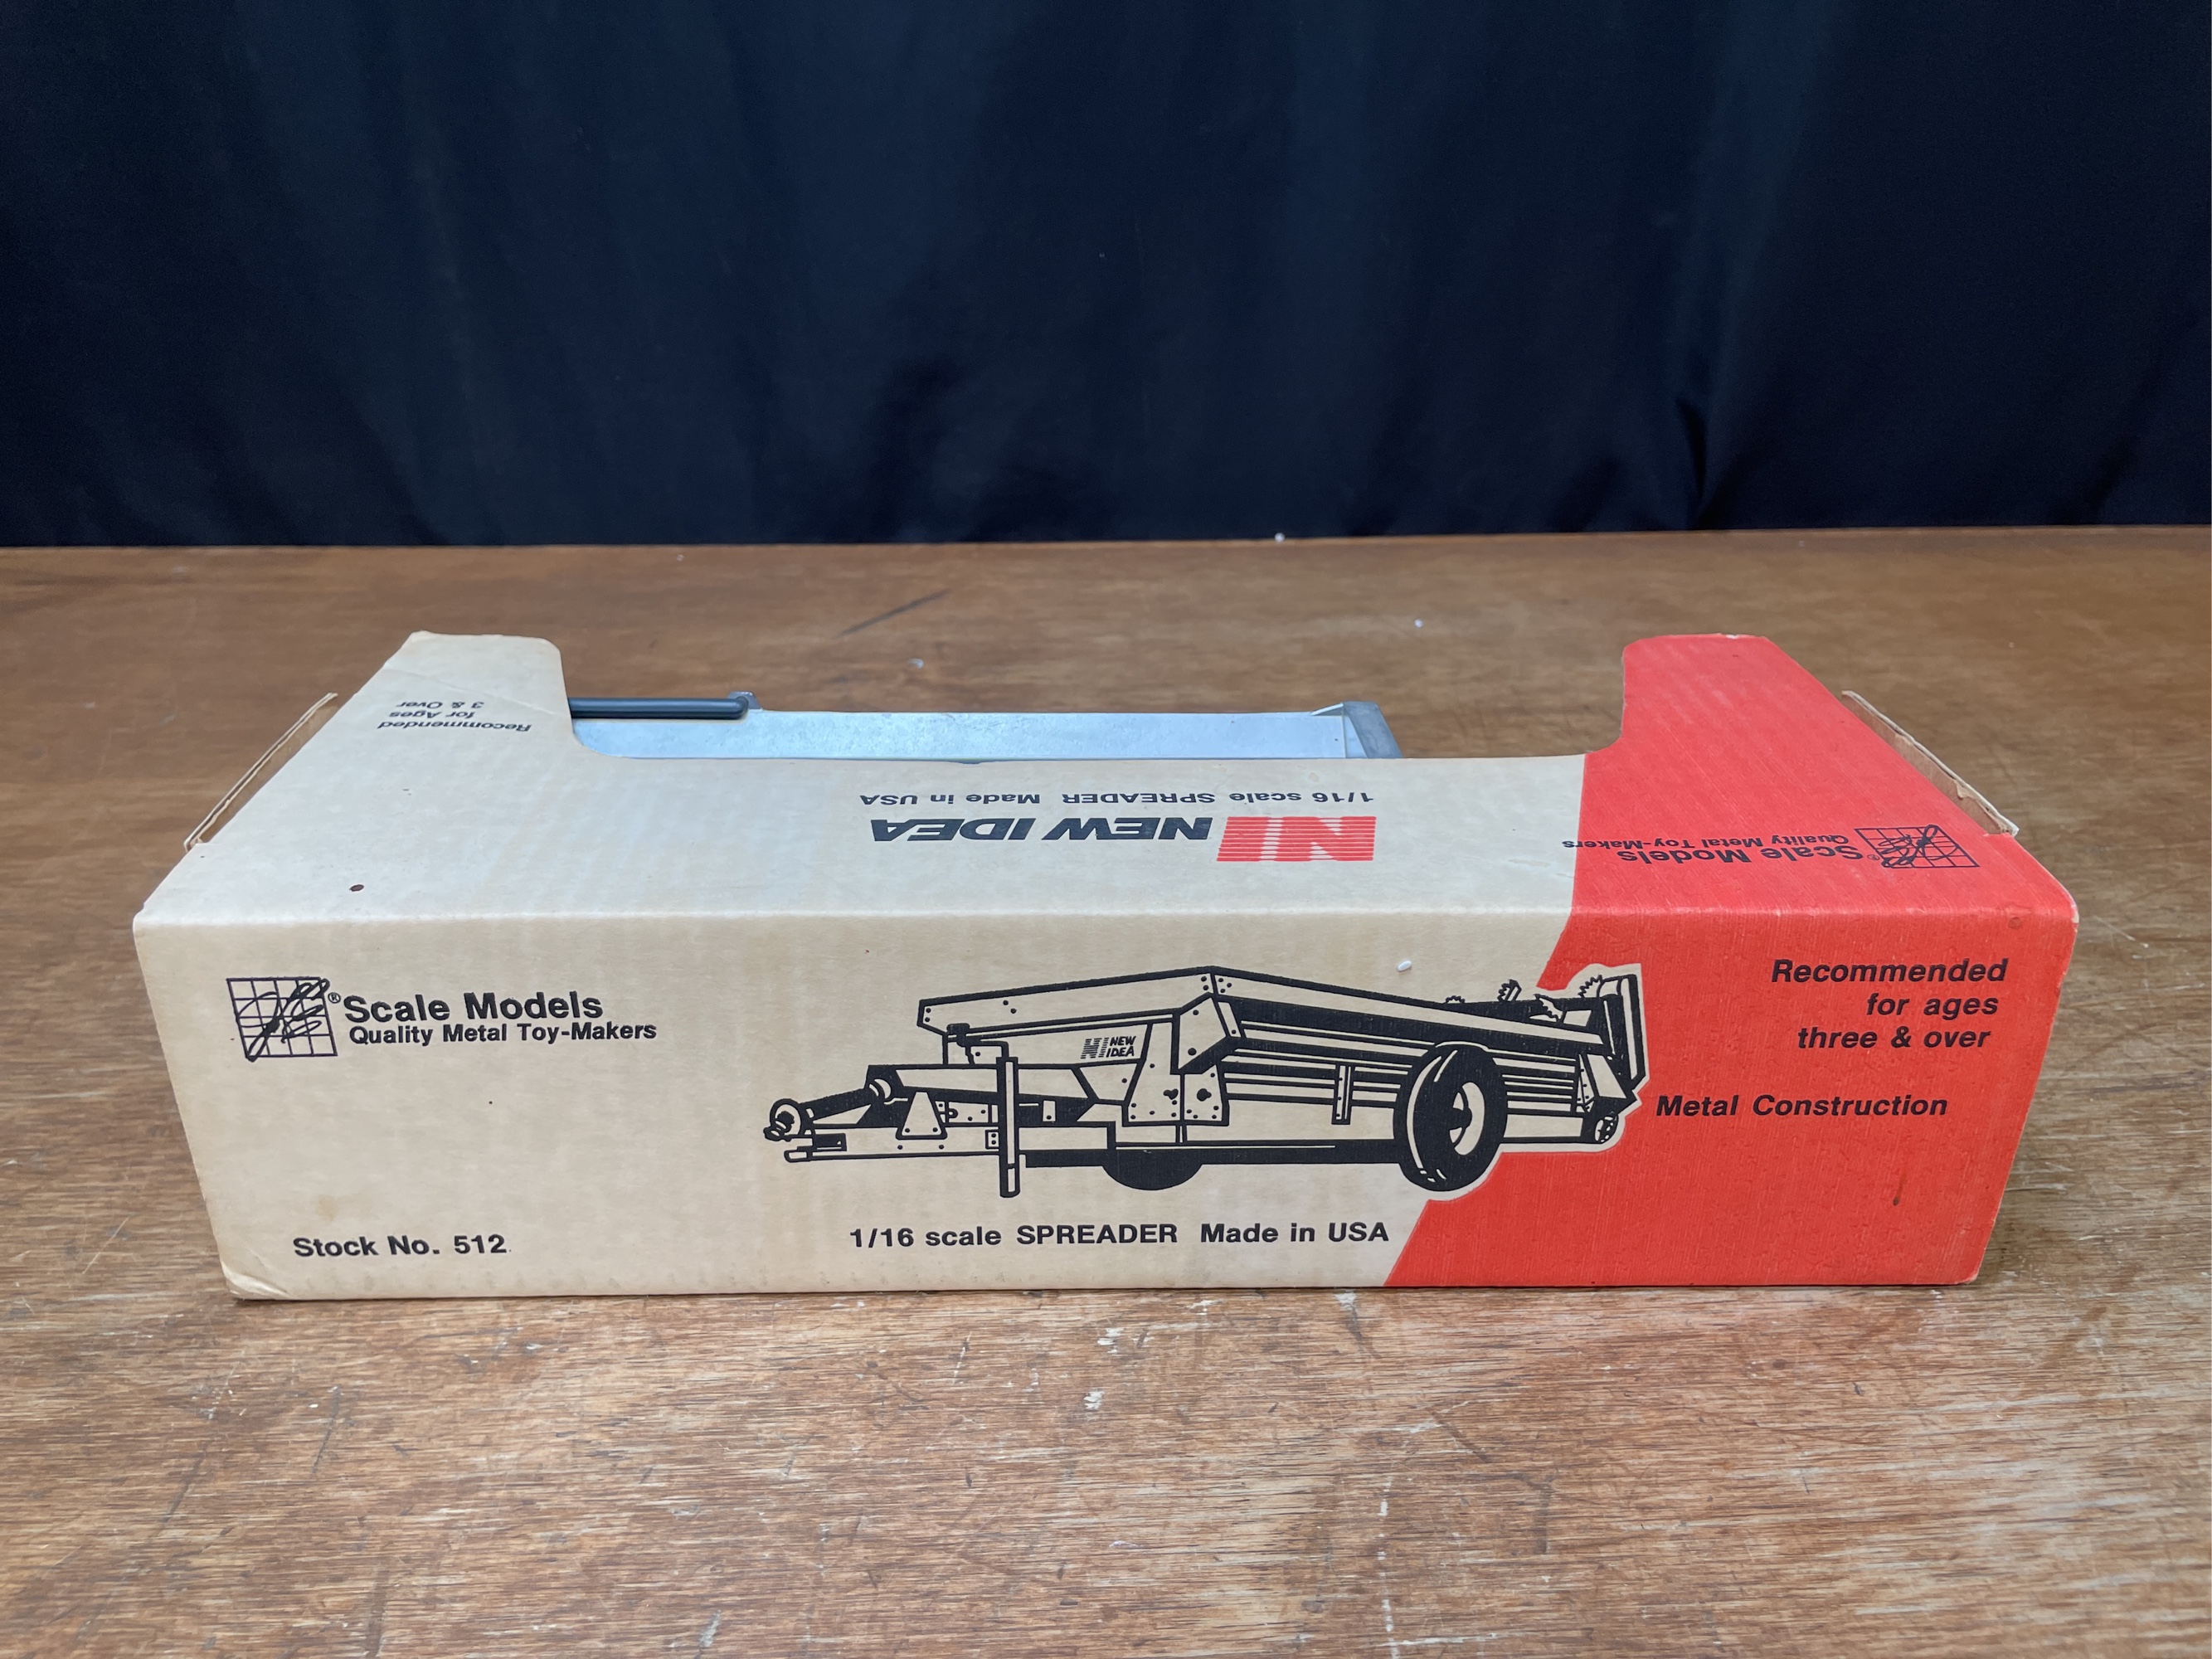 Recommended
for Ages
3 & Over
NI NEW IDEA
1/16 scale SPREADER Made in USA
Scale Models
Quality Metal Toy-Makers
®Scale Models
Quality Metal Toy-Makers
NI NEW
IDEA
Recommended
for ages
three & over
Metal Construction
Stock No. 512
1/16 scale SPREADER Made in USA